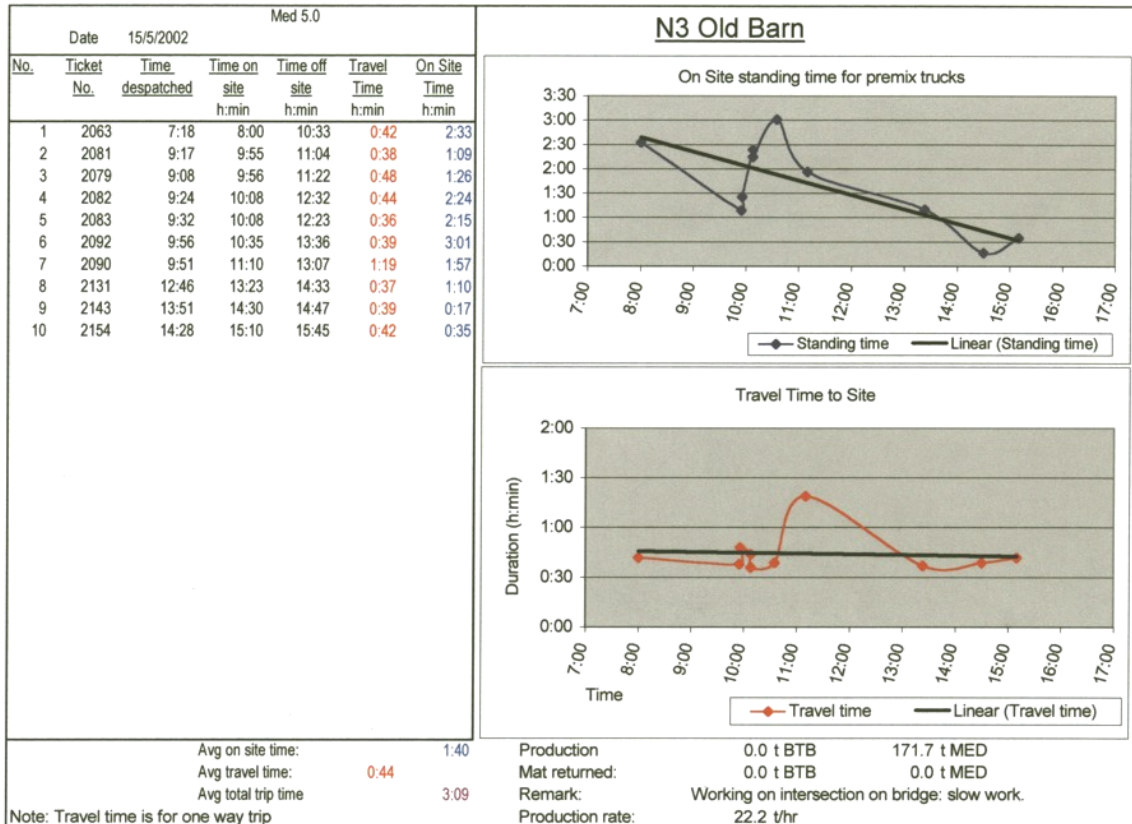 Med 5.0
Date 15/5/2002
No. Ticket No. Time despatched Time on site h:min Time off site h:min Travel Time h:min On Site Time h:min
1 2063 7:18 8:00 10:33 0:42 2:33
2 2081 9:17 9:55 11:04 0:38 1:09
3 2079 9:08 9:56 11:22 0:48 1:26
4 2082 9:24 10:08 12:32 0:44 2:24
5 2083 9:32 10:08 12:23 0:36 2:15
6 2092 9:56 10:35 13:36 0:39 3:01
7 2090 9:51 11:10 13:07 1:19 1:57
8 2131 12:46 13:23 14:33 0:37 1:10
9 2143 13:51 14:30 14:47 0:39 0:17
10 2154 14:28 15:10 15:45 0:42 0:35
Avg on site time: 1:40
Avg travel time: 0:44
Avg total trip time 3:09
Note: Travel time is for one way trip
N3 Old Barn
On Site standing time for premix trucks
3:30
3:00
2:30
2:00
1:30
1:00
0:30
0:00
7:00 8:00 9:00 10:00 11:00 12:00 13:00 14:00 15:00 16:00 17:00
Standing time Linear (Standing time)
Travel Time to Site
Duration (h:min)
2:00
1:30
1:00
0:30
0:00
7:00 8:00 9:00 10:00 11:00 12:00 13:00 14:00 15:00 16:00 17:00
Time
Travel time Linear (Travel time)
Production 0.0 t BTB 171.7 t MED
Mat returned: 0.0 t BTB 0.0 t MED
Remark: Working on intersection on bridge: slow work.
Production rate: 22.2 t/hr